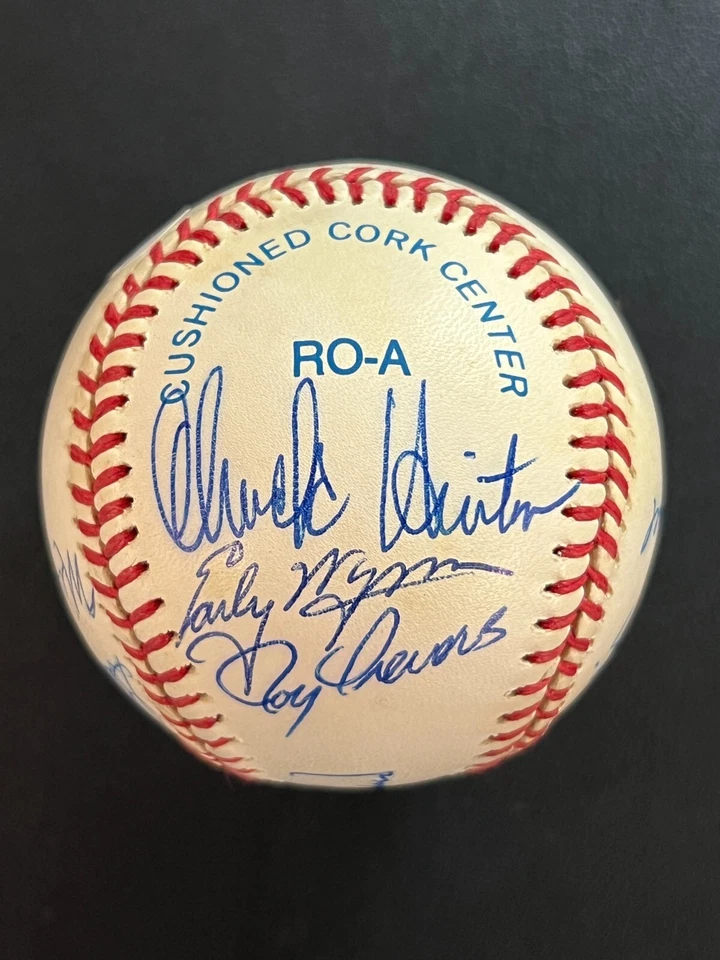 CUSHIONED CORK CENTER
RO-A
Chuck Hinton
Early Wynn
Roy Sievers